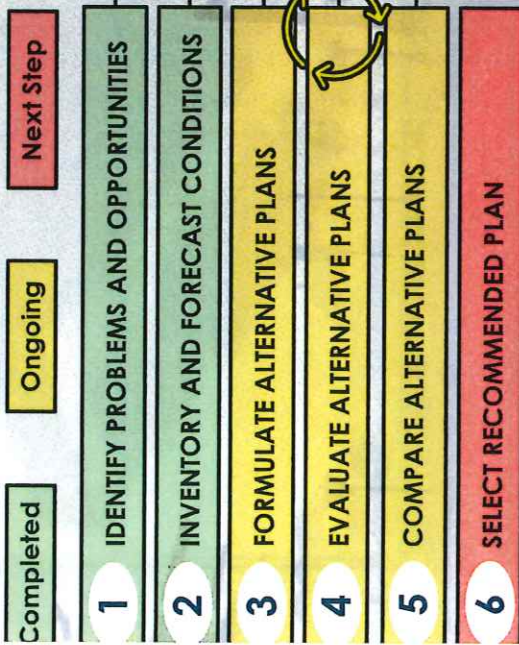 Completed
Ongoing
Next Step
1 IDENTIFY PROBLEMS AND OPPORTUNITIES
2 INVENTORY AND FORECAST CONDITIONS
3 FORMULATE ALTERNATIVE PLANS
4 EVALUATE ALTERNATIVE PLANS
5 COMPARE ALTERNATIVE PLANS
6 SELECT RECOMMENDED PLAN